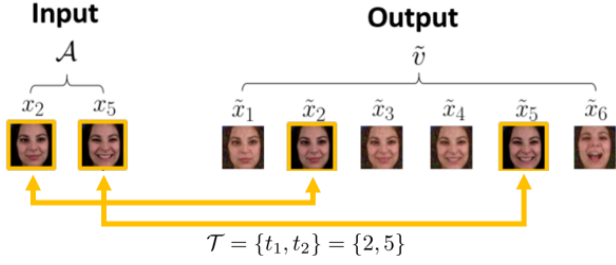 Input Output
𝒜 ṽ
x₂ x₅ x̃₁ x̃₂ x̃₃ x̃₄ x̃₅ x̃₆
𝒯 = {t₁, t₂} = {2, 5}